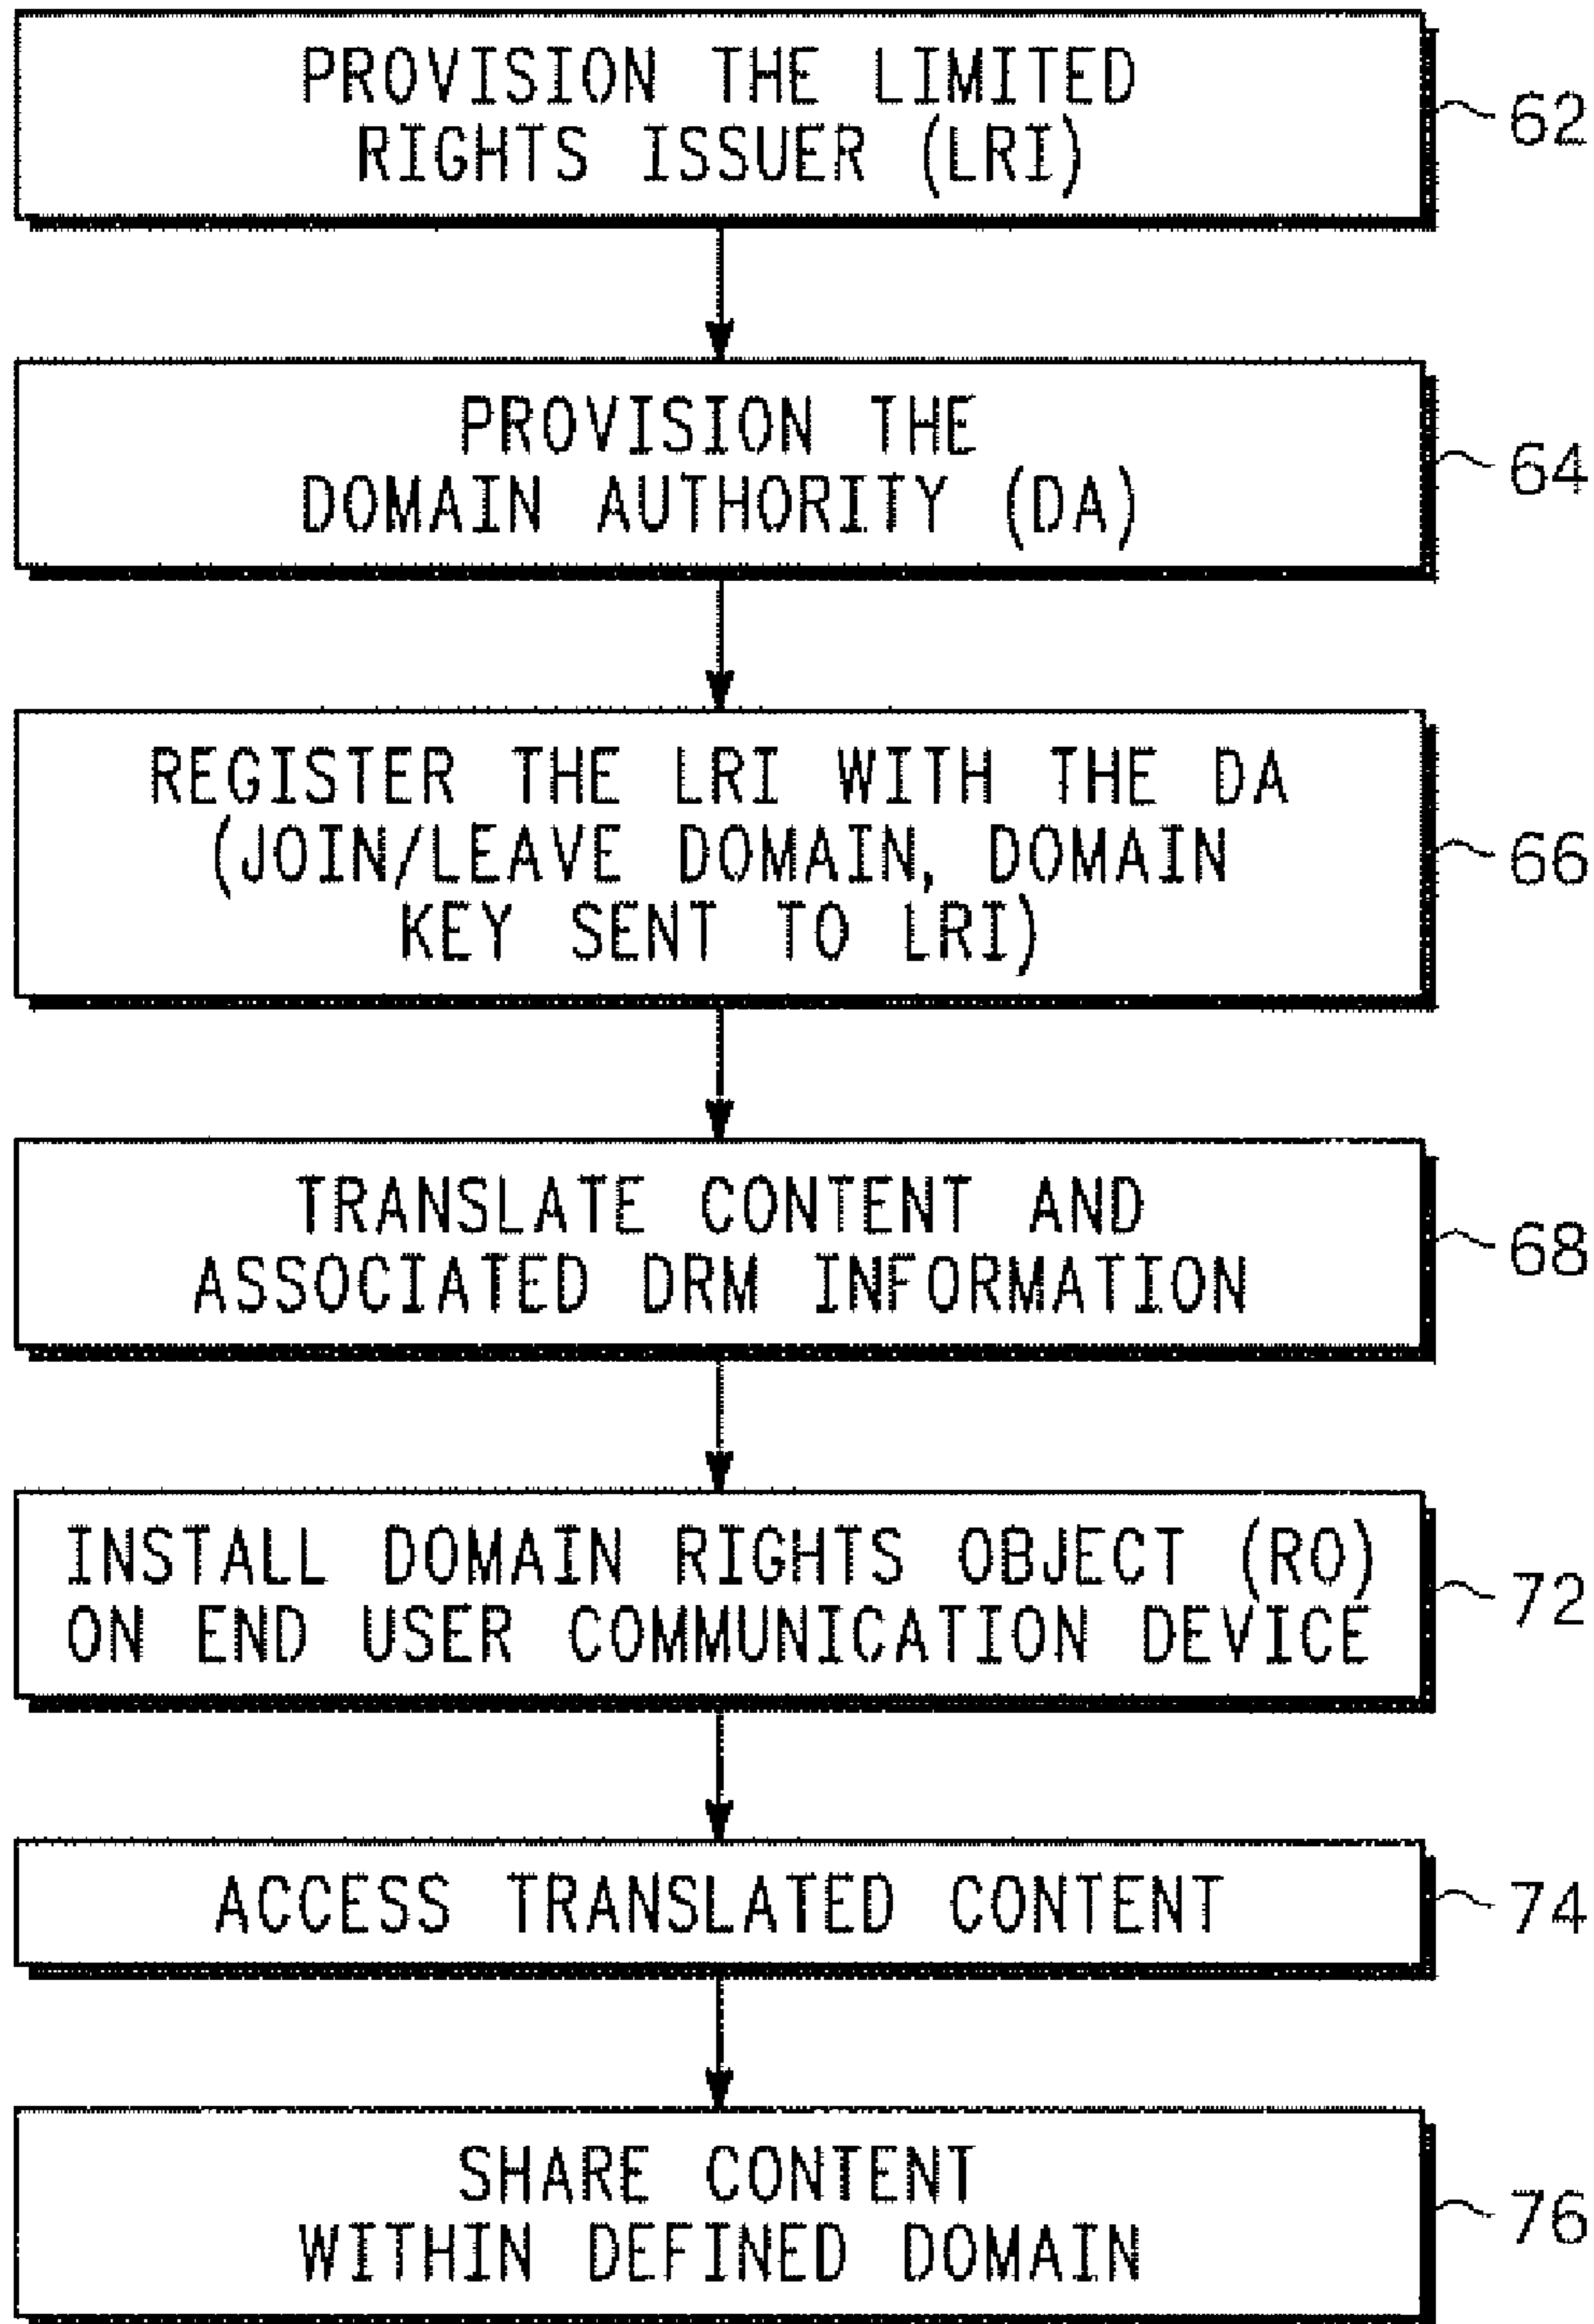 PROVISION THE LIMITED
RIGHTS ISSUER (LRI)
62
PROVISION THE
DOMAIN AUTHORITY (DA)
64
REGISTER THE LRI WITH THE DA
(JOIN/LEAVE DOMAIN, DOMAIN
KEY SENT TO LRI)
66
TRANSLATE CONTENT AND
ASSOCIATED DRM INFORMATION
68
INSTALL DOMAIN RIGHTS OBJECT (RO)
ON END USER COMMUNICATION DEVICE
72
ACCESS TRANSLATED CONTENT
74
SHARE CONTENT
WITHIN DEFINED DOMAIN
76